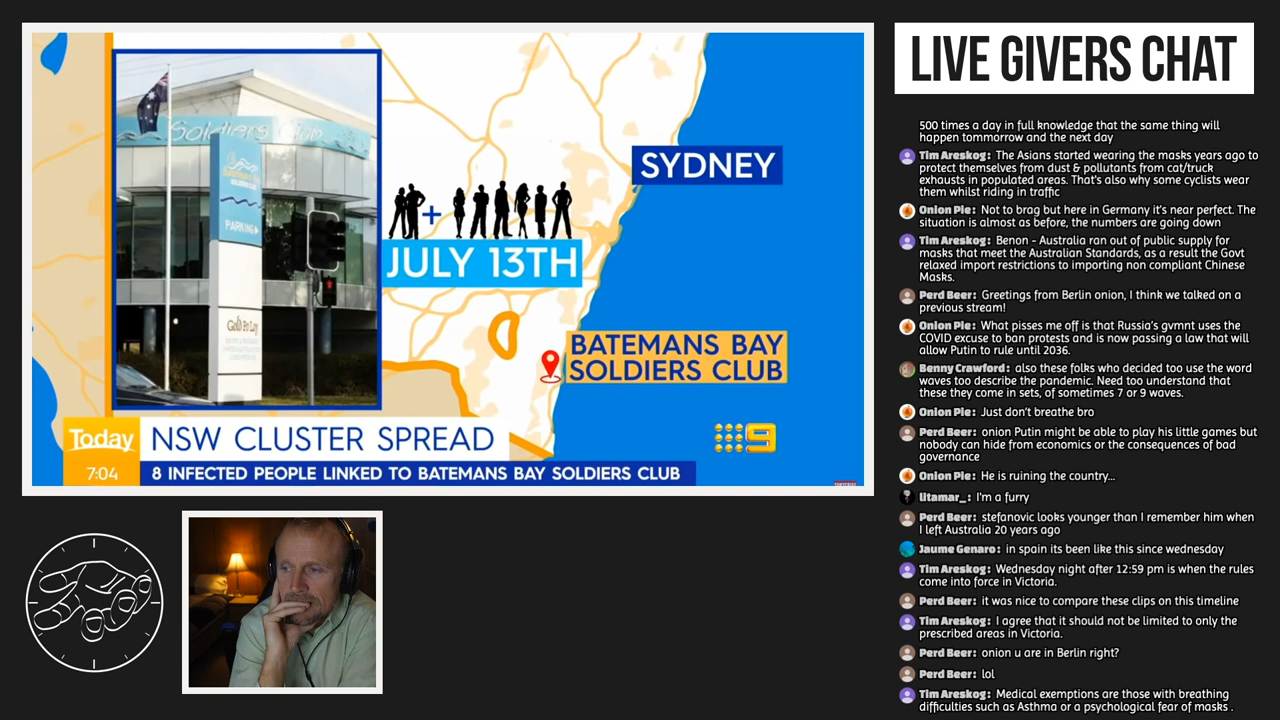 Soldiers Club
PARKING
SYDNEY
+
JULY 13TH
BATEMANS BAY
SOLDIERS CLUB
Today
7:04
NSW CLUSTER SPREAD
8 INFECTED PEOPLE LINKED TO BATEMANS BAY SOLDIERS CLUB
9
LIVE GIVERS CHAT
500 times a day in full knowledge that the same thing will
happen tommorrow and the next day
Tim Areskog: The Asians started wearing the masks years ago to
protect themselves from dust & pollutants from cat/truck
exhausts in populated areas. That's also why some cyclists wear
them whilst riding in traffic
Onion Pie: Not to brag but here in Germany it's near perfect. The
situation is almost as before, the numbers are going down
Tim Areskog: Benon - Australia ran out of public supply for
masks that meet the Australian Standards, as a result the Govt
relaxed import restrictions to importing non compliant Chinese
Masks.
Perd Beer: Greetings from Berlin onion, I think we talked on a
previous stream!
Onion Pie: What pisses me off is that Russia's gvmnt uses the
COVID excuse to ban protests and is now passing a law that will
allow Putin to rule until 2036.
Benny Crawford: also these folks who decided too use the word
waves too describe the pandemic. Need too understand that
these they come in sets, of sometimes 7 or 9 waves.
Onion Pie: Just don't breathe bro
Perd Beer: onion Putin might be able to play his little games but
nobody can hide from economics or the consequences of bad
governance
Onion Pie: He is ruining the country...
litamar_: I'm a furry
Perd Beer: stefanovic looks younger than I remember him when
I left Australia 20 years ago
Jaume Genaro: in spain its been like this since wednesday
Tim Areskog: Wednesday night after 12:59 pm is when the rules
come into force in Victoria.
Perd Beer: it was nice to compare these clips on this timeline
Tim Areskog: I agree that it should not be limited to only the
prescribed areas in Victoria.
Perd Beer: onion u are in Berlin right?
Perd Beer: lol
Tim Areskog: Medical exemptions are those with breathing
difficulties such as Asthma or a psychological fear of masks .